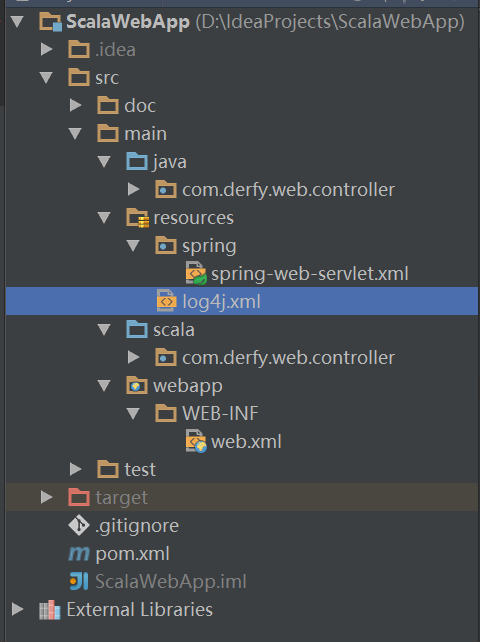 ScalaWebApp (D:\IdeaProjects\ScalaWebApp)
.idea
src
doc
main
java
com.derfy.web.controller
resources
spring
spring-web-servlet.xml
log4j.xml
scala
com.derfy.web.controller
webapp
WEB-INF
web.xml
test
target
.gitignore
pom.xml
ScalaWebApp.iml
External Libraries